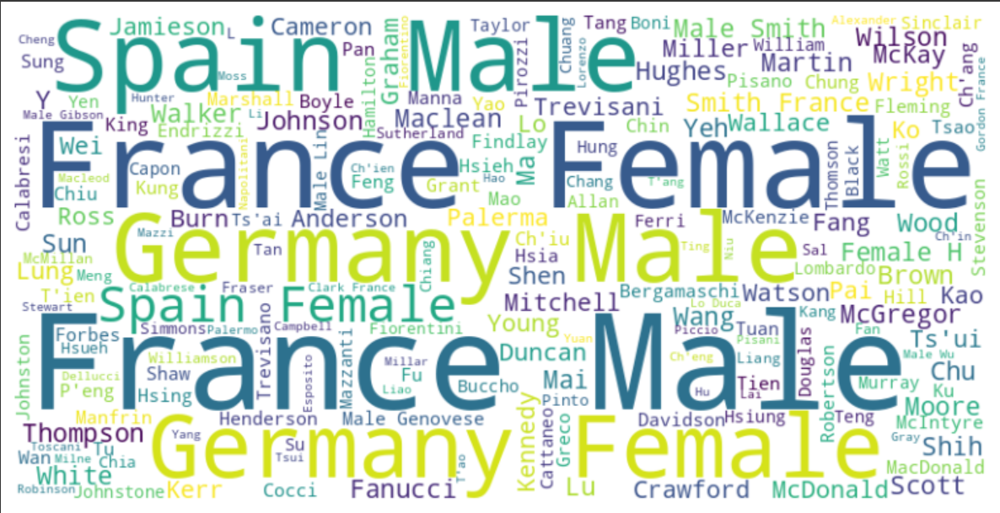 Cheng
Jamieson
L
Cameron
Spain Male
Sung
Moss
Pan
Graham
Fiorentino
Taylor
Pirozzi
Chuang
Lorenzo
Tang
Boni
Male Smith
Alexander
Sinclair
Miller
William
Wilson
McKay
Hughes
Martin
Pisano
Chung
Wright
Ch'ang
Gordon France
Y
Yen
Hunter
Male Gibson
Walker
Li
Marshall
Boyle
Hamilton
Manna
Yao
Trevisani
Smith France
Fleming
King
Endrizzi
Johnson
Maclean
Sutherland
Lo
Chin
Yeh
Wallace
Ko
Tsao
Calabresi
Wei
France Female
Macleod
Chiu
Capon
Kung
Napolitani
Male Lin
Ch'ien
Feng
Findlay
Hsieh
Grant
Hao
Mao
Ma
Hung
Chang
Allan
T'ang
Thomson
Black
Watt
Rossi
Stevenson
Ross
Burn
Ts'ai
Anderson
Palerma
Ferri
McKenzie
Fang
Wood
Ch'in
Sun
Mazzi
Germany Male
Tan
Chiang
Ch'iu
Hsia
Shen
Ting
Niu
Sal
Female H
McMillan
Lung
Meng
Lombardo
Brown
T'ien
Calabrese
Fraser
Clark France
Mitchell
Bergamaschi
Watson
Pai
Hill
Kao
Stewart
Spain Female
Lo Duca
Kang
McGregor
Forbes
Simmons
Palermo
Trevisano
Campbell
Fiorentini
Young
Wang
Piccio
Tuan
Fan
Ts'ui
Hsueh
France Male
Yuan
Pisani
Johnston
Williamson
Esposito
Mazzanti
Millar
Duncan
Ch'eng
Liang
Douglas
Robertson
Male Wu
Dellucci
Shaw
Fu
Chu
P'eng
Hsing
Liao
Buccho
Mai
Pinto
Hu
Tien
Lai
Murray
Ku
Moore
Manfrin
Henderson
Male Genovese
Kennedy
Cattaneo
Greco
Davidson
Hsiung
Teng
McIntyre
Thompson
Yang
Germany Female
Gray
Shih
Toscani
Tu
Su
Wan
Milne
Chia
Tsui
T'ao
MacDonald
White
Robinson
Johnstone
Kerr
Cocci
Fanucci
Lu
Crawford
McDonald
Scott